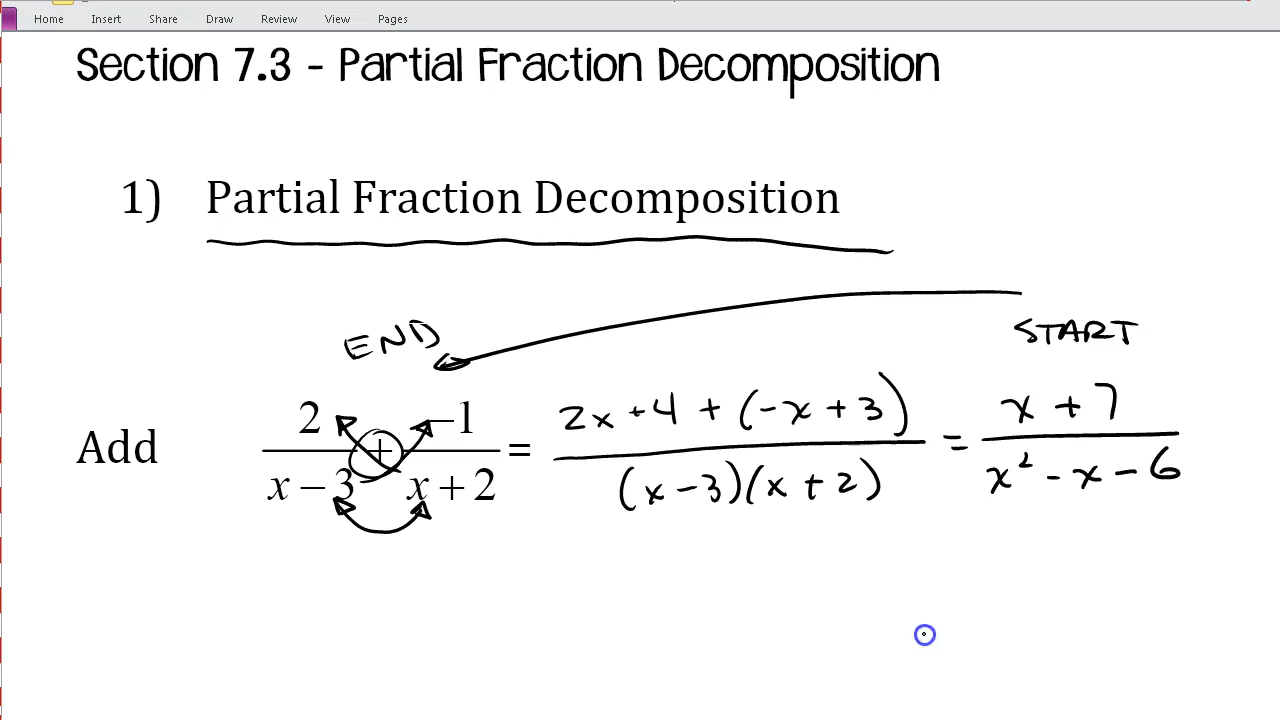 Home Insert Share Draw Review View Pages
Section 7.3 - Partial Fraction Decomposition
1) Partial Fraction Decomposition
END
START
Add 2/(x − 3) + −1/(x + 2) = (2x + 4 + (-x + 3))/((x - 3)(x + 2)) = (x + 7)/(x² - x - 6)